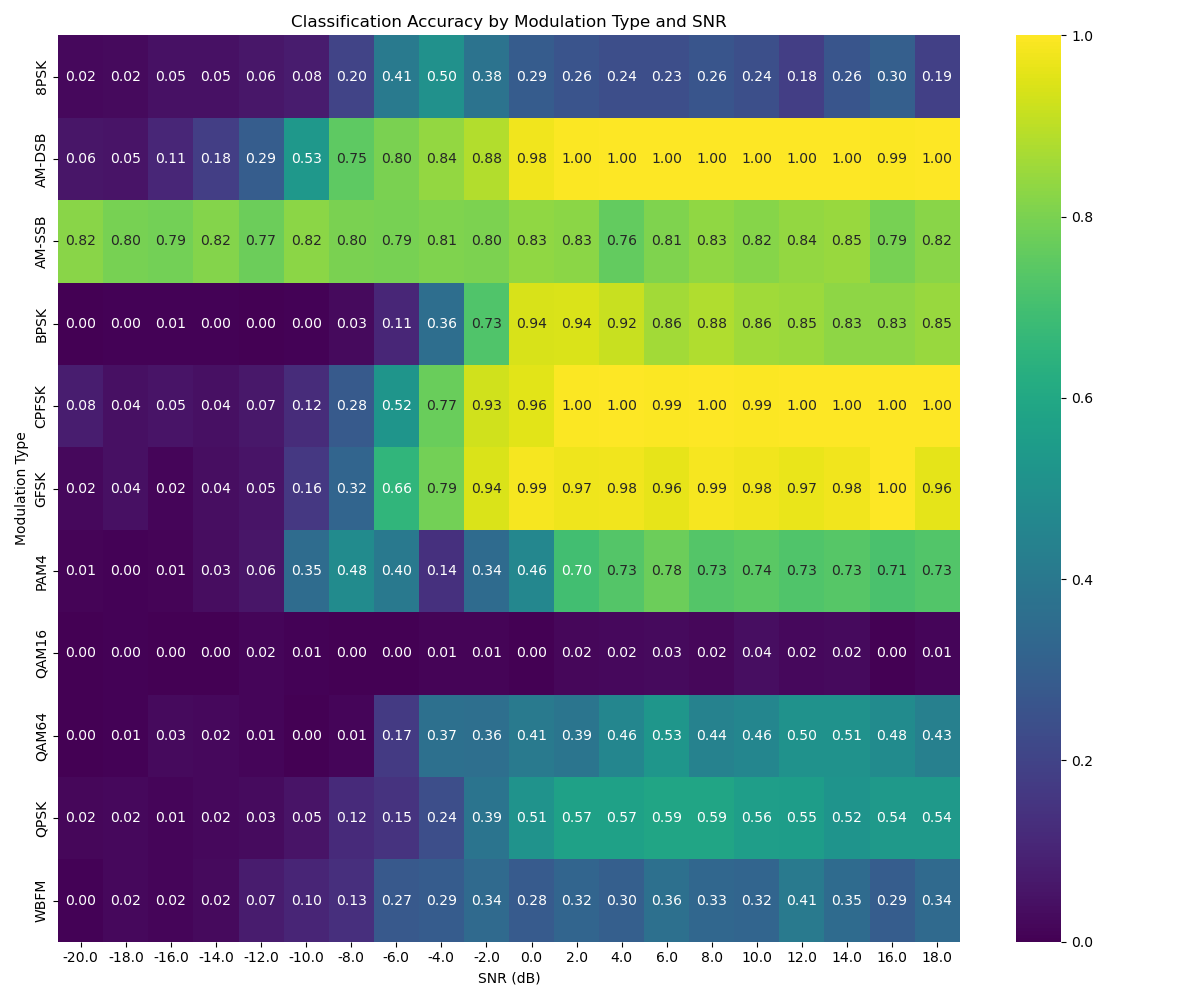 Classification Accuracy by Modulation Type and SNR
8PSK 0.02 0.02 0.05 0.05 0.06 0.08 0.20 0.41 0.50 0.38 0.29 0.26 0.24 0.23 0.26 0.24 0.18 0.26 0.30 0.19
AM-DSB 0.06 0.05 0.11 0.18 0.29 0.53 0.75 0.80 0.84 0.88 0.98 1.00 1.00 1.00 1.00 1.00 1.00 1.00 0.99 1.00
AM-SSB 0.82 0.80 0.79 0.82 0.77 0.82 0.80 0.79 0.81 0.80 0.83 0.83 0.76 0.81 0.83 0.82 0.84 0.85 0.79 0.82
BPSK 0.00 0.00 0.01 0.00 0.00 0.00 0.03 0.11 0.36 0.73 0.94 0.94 0.92 0.86 0.88 0.86 0.85 0.83 0.83 0.85
CPFSK 0.08 0.04 0.05 0.04 0.07 0.12 0.28 0.52 0.77 0.93 0.96 1.00 1.00 0.99 1.00 0.99 1.00 1.00 1.00 1.00
GFSK 0.02 0.04 0.02 0.04 0.05 0.16 0.32 0.66 0.79 0.94 0.99 0.97 0.98 0.96 0.99 0.98 0.97 0.98 1.00 0.96
PAM4 0.01 0.00 0.01 0.03 0.06 0.35 0.48 0.40 0.14 0.34 0.46 0.70 0.73 0.78 0.73 0.74 0.73 0.73 0.71 0.73
QAM16 0.00 0.00 0.00 0.00 0.02 0.01 0.00 0.00 0.01 0.01 0.00 0.02 0.02 0.03 0.02 0.04 0.02 0.02 0.00 0.01
QAM64 0.00 0.01 0.03 0.02 0.01 0.00 0.01 0.17 0.37 0.36 0.41 0.39 0.46 0.53 0.44 0.46 0.50 0.51 0.48 0.43
QPSK 0.02 0.02 0.01 0.02 0.03 0.05 0.12 0.15 0.24 0.39 0.51 0.57 0.57 0.59 0.59 0.56 0.55 0.52 0.54 0.54
WBFM 0.00 0.02 0.02 0.02 0.07 0.10 0.13 0.27 0.29 0.34 0.28 0.32 0.30 0.36 0.33 0.32 0.41 0.35 0.29 0.34
-20.0 -18.0 -16.0 -14.0 -12.0 -10.0 -8.0 -6.0 -4.0 -2.0 0.0 2.0 4.0 6.0 8.0 10.0 12.0 14.0 16.0 18.0
SNR (dB)
Modulation Type
1.0
0.8
0.6
0.4
0.2
0.0